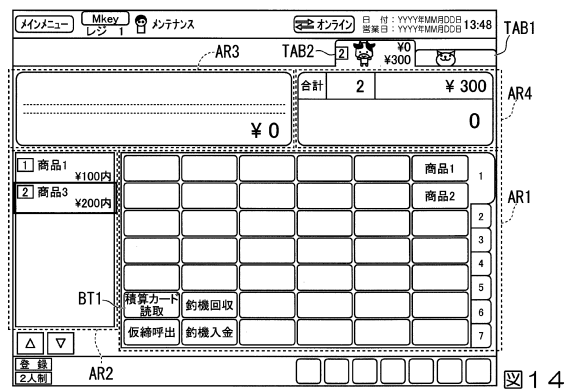 メインメニュー Mkey レジ 1 メンテナンス オンライン 日 付：YYYY年MM月DD日 営業日：YYYY年MM月DD日 13:48
TAB1
AR3 TAB2 2 ¥0 ¥300
合計 2 ¥ 300 AR4
¥ 0 0
1 商品1 ¥100内
2 商品3 ¥200内
商品1 1
商品2 AR1
2
3
4
5
BT1 積算カード読取 釣機回収 6
仮締呼出 釣機入金 7
△ ▽
登 録
2人制
AR2
図14